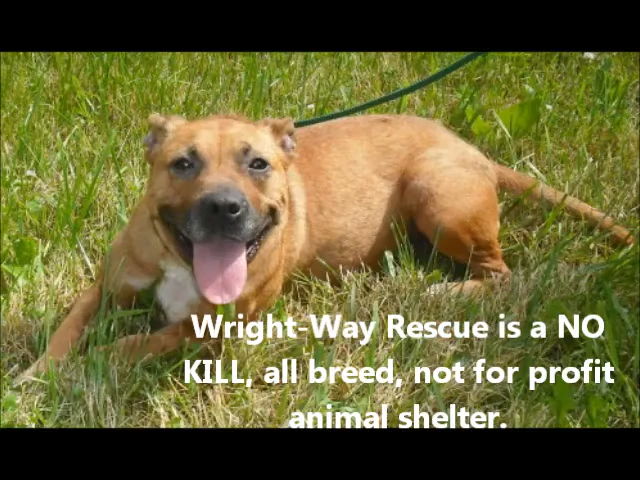 Wright-Way Rescue is a NO
KILL, all breed, not for profit
animal shelter.